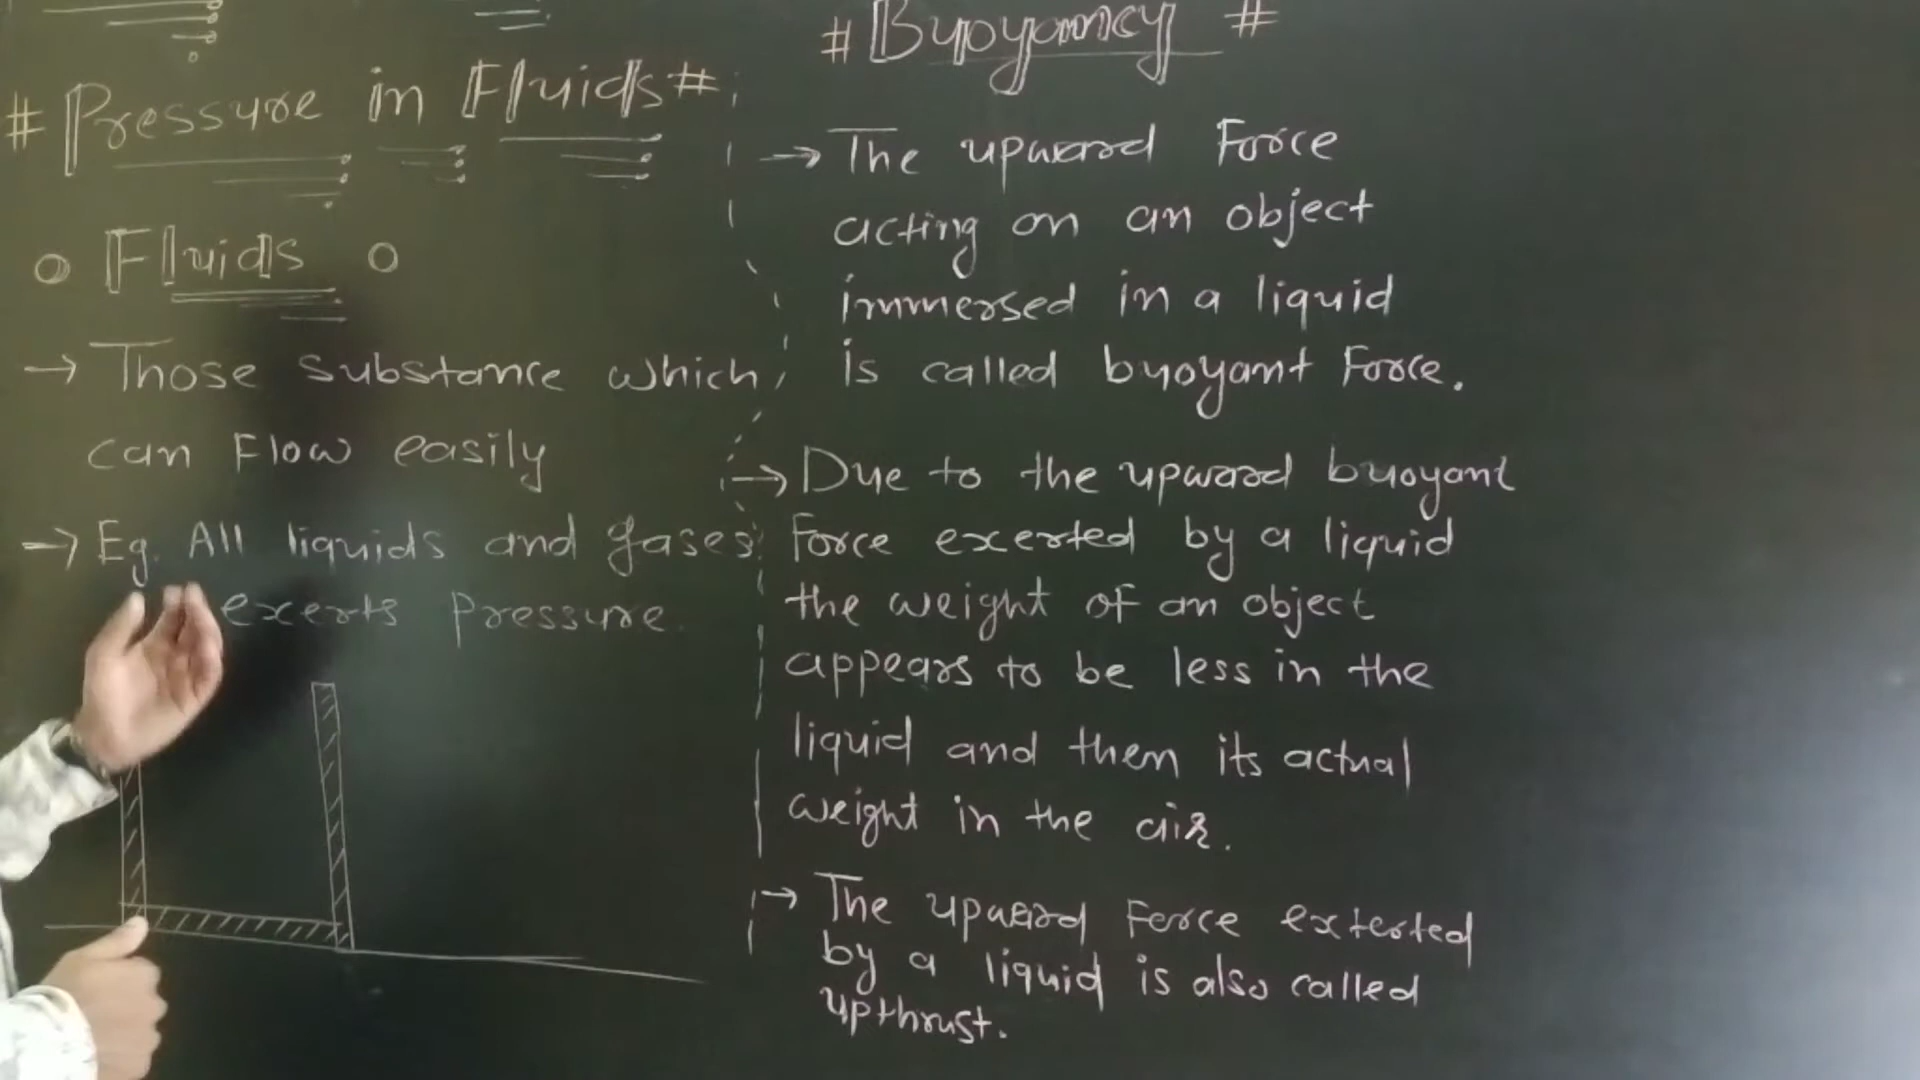 # Pressure in Fluids #
o Fluids o
→ Those substance which
can Flow easily
→ Eg. All liquids and gases
exerts pressure.
# Buoyancy #
→ The upward Force
acting on an object
immersed in a liquid
is called buoyant Force.
→ Due to the upward buoyant
Force exerted by a liquid
the weight of an object
appears to be less in the
liquid and them its actual
weight in the air.
→ The upward Force exterted
by a liquid is also called
upthrust.